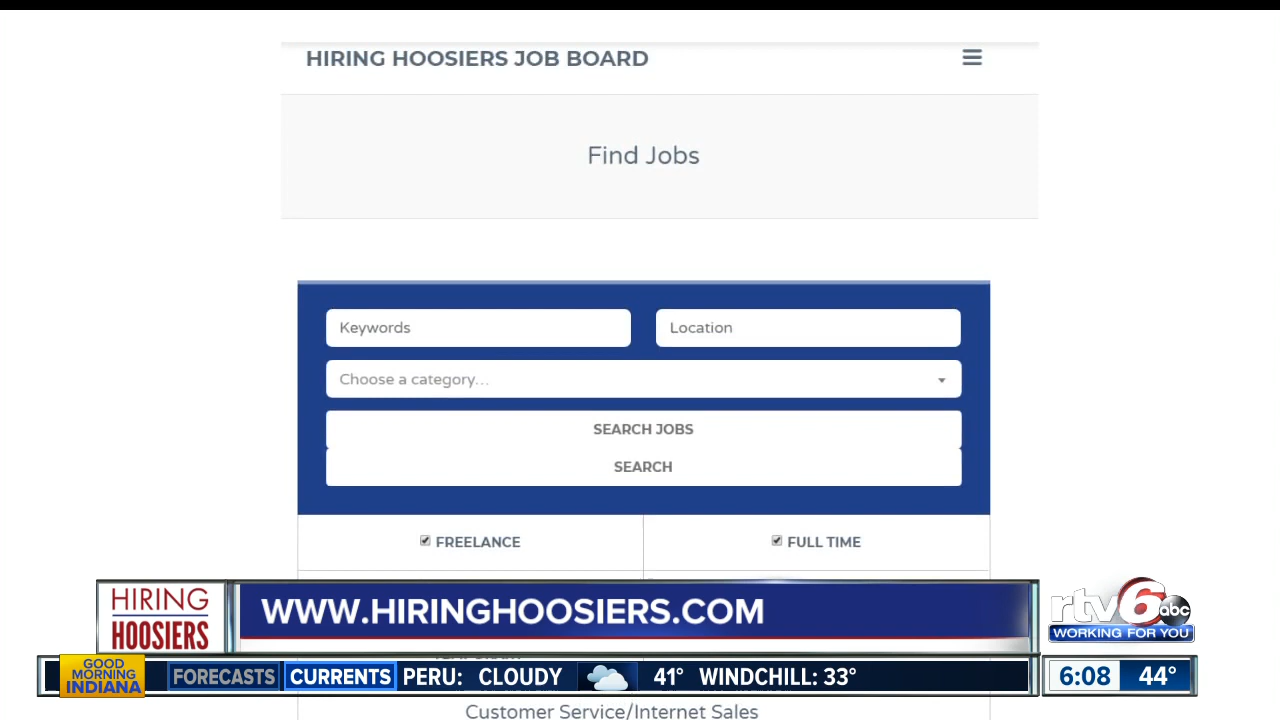 HIRING HOOSIERS JOB BOARD
Find Jobs
Keywords
Location
Choose a category...
SEARCH JOBS
SEARCH
FREELANCE
FULL TIME
HIRING
HOOSIERS
WWW.HIRINGHOOSIERS.COM
rtv6 abc
WORKING FOR YOU
GOOD
MORNING
INDIANA
FORECASTS
CURRENTS
PERU: CLOUDY 41° WINDCHILL: 33°
6:08 44°
Customer Service/Internet Sales